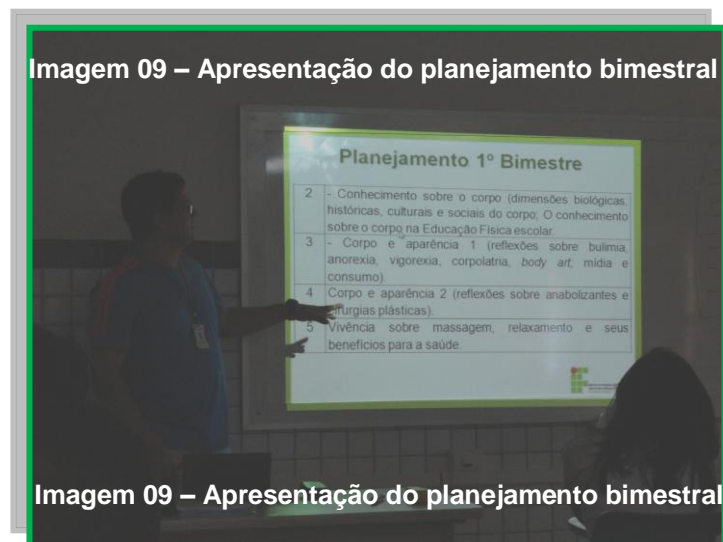 Imagem 09 – Apresentação do planejamento bimestral
Planejamento 1º Bimestre
2 - Conhecimento sobre o corpo (dimensões biológicas,
históricas, culturais e sociais do corpo; O conhecimento
sobre o corpo na Educação Física escolar.
3 - Corpo e aparência 1 (reflexões sobre bulimia,
anorexia, vigorexia, corpolatria, body art, mídia e
consumo).
4 Corpo e aparência 2 (reflexões sobre anabolizantes e
cirurgias plásticas).
5 Vivência sobre massagem, relaxamento e seus
benefícios para a saúde.
Imagem 09 – Apresentação do planejamento bimestral